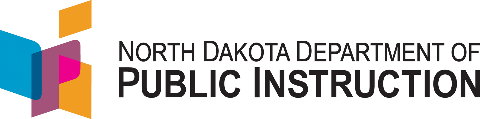 NORTH DAKOTA DEPARTMENT OF
PUBLIC INSTRUCTION